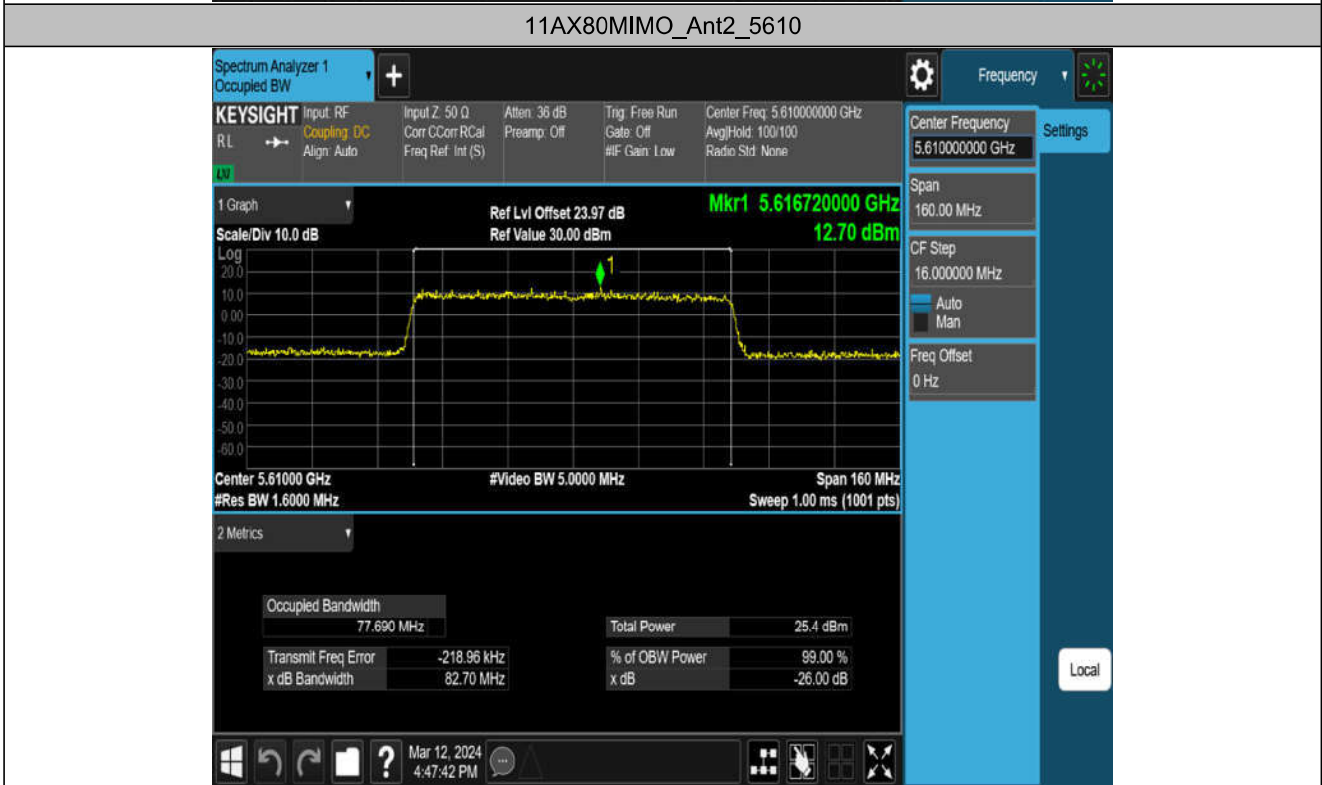 11AX80MIMO_Ant2_5610
Spectrum Analyzer 1
Occupied BW
Frequency
KEYSIGHT Input: RF Input Z: 50 Ω Atten: 36 dB Trig: Free Run Center Freq: 5.610000000 GHz
RL Coupling: DC Corr CCorr RCal Preamp: Off Gate: Off Avg|Hold: 100/100
Align: Auto Freq Ref: Int (S) #IF Gain: Low Radio Std: None
Center Frequency
5.610000000 GHz
Settings
Span
160.00 MHz
CF Step
16.000000 MHz
Auto
Man
Freq Offset
0 Hz
1 Graph Ref Lvl Offset 23.97 dB Mkr1 5.616720000 GHz
Scale/Div 10.0 dB Ref Value 30.00 dBm 12.70 dBm
Log
1
20.0
10.0
0.00
-10.0
-20.0
-30.0
-40.0
-50.0
-60.0
Center 5.61000 GHz #Video BW 5.0000 MHz Span 160 MHz
#Res BW 1.6000 MHz Sweep 1.00 ms (1001 pts)
2 Metrics
Occupied Bandwidth
77.690 MHz Total Power 25.4 dBm
Transmit Freq Error -218.96 kHz % of OBW Power 99.00 %
x dB Bandwidth 82.70 MHz x dB -26.00 dB
Local
? Mar 12, 2024
4:47:42 PM